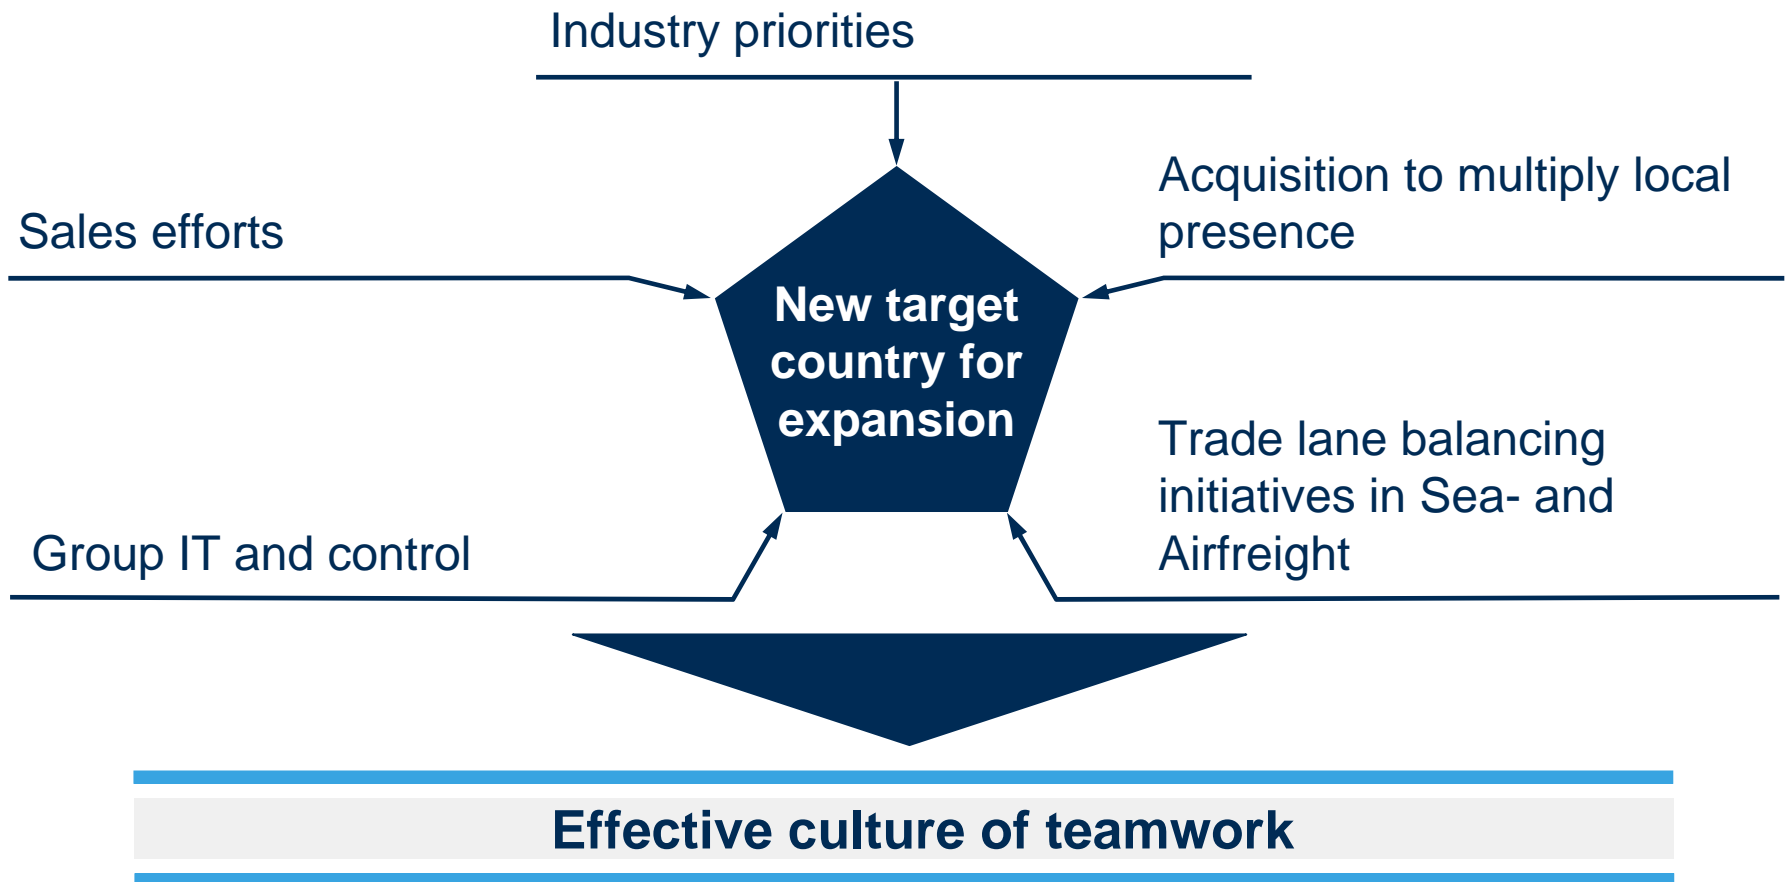 Industry priorities
Acquisition to multiply local
presence
Sales efforts
New target
country for
expansion
Trade lane balancing
initiatives in Sea- and
Airfreight
Group IT and control
Effective culture of teamwork